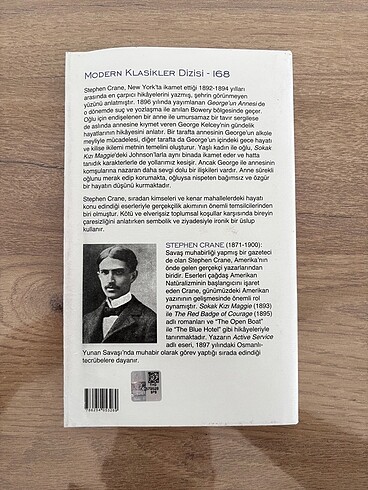 MODERN KLASİKLER DİZİSİ - 168
Stephen Crane, New York'ta ikamet ettiği 1892-1894 yılları
arasında en çarpıcı hikâyelerini yazmış, şehrin görünmeyen
yüzünü anlatmıştır. 1896 yılında yayımlanan George'un Annesi de
o dönemde suç ve yozlaşma ile anılan Bowery bölgesinde geçer.
Oğlu için endişelenen bir anne ile umursamaz bir tavır sergilese
de aslında annesine kıymet veren George Kelcey'nin gündelik
hayatlarının hikâyesini anlatır. Bir tarafta annesinin George'un alkole
meyliyle mücadelesi, diğer tarafta da George'un içindeki gece hayatı
ve kilise ikilemi metnin temelini oluşturur. Yaşlı kadın ile oğlu, Sokak
Kızı Maggie'deki Johnson'larla aynı binada ikamet eder ve hatta
tanıdık karakterlerle de yollarımız kesişir. Ancak George ile annesinin
komşularına nazaran daha sevgi dolu bir ilişkileri vardır. Anne sürekli
oğlunu merak edip korumakta, oğluysa nispeten bağımsız ve özgür
bir hayatın düşünü kurmaktadır.
Stephen Crane, sıradan kimseleri ve kenar mahallelerdeki hayatı
konu edindiği eserleriyle gerçekçilik akımının önemli temsilcilerinden
biri olmuştur. Kötü ve elverişsiz toplumsal koşullar karşısında bireyin
çaresizliğini anlatırken sembolik ve ziyadesiyle ironik bir üslup
kullanır.
STEPHEN CRANE (1871-1900):
Savaş muhabirliği yapmış bir gazeteci
de olan Stephen Crane, Amerika'nın
önde gelen gerçekçi yazarlarından
biridir. Eserleri çağdaş Amerikan
Natüralizminin başlangıcını işaret
eden Crane, günümüzdeki Amerikan
yazınının gelişmesinde önemli rol
oynamıştır. Sokak Kızı Maggie (1893)
ile The Red Badge of Courage (1895)
adlı romanları ve "The Open Boat"
ile "The Blue Hotel" gibi hikâyeleriyle
tanınmaktadır. Yazarın Active Service
adlı eseri, 1897 yılındaki Osmanlı-
Yunan Savaşı'nda muhabir olarak görev yaptığı sırada edindiği
tecrübelere dayanır.